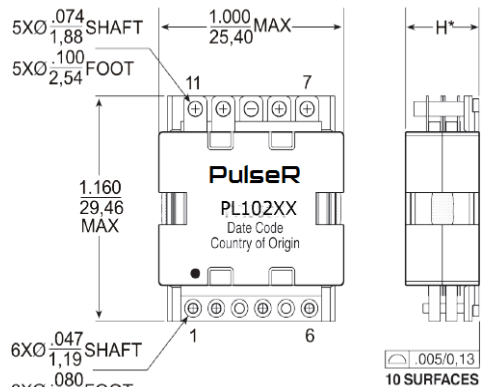 5XØ .074/1,88 SHAFT
5XØ .100/2,54 FOOT
1.000/25,40 MAX
H*
11 7
1.160/29,46 MAX
PulseR
PL102XX
Date Code
Country of Origin
1 6
6XØ .047/1,19 SHAFT
.080 FOOT
.005/0,13
10 SURFACES